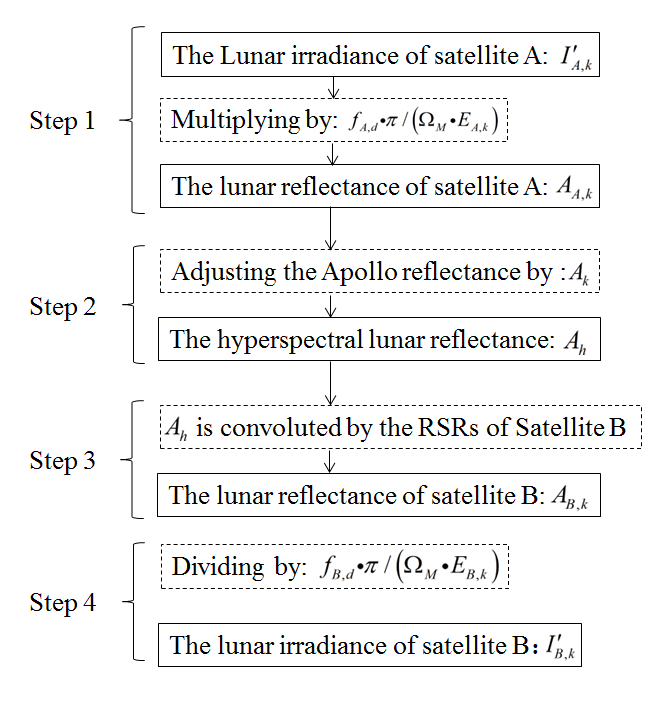 Step 1
The Lunar irradiance of satellite A: I′A,k
Multiplying by: fA,d•π/(ΩM•EA,k)
The lunar reflectance of satellite A: AA,k
Step 2
Adjusting the Apollo reflectance by :Ak
The hyperspectral lunar reflectance: Ah
Step 3
Ah is convoluted by the RSRs of Satellite B
The lunar reflectance of satellite B: AB,k
Step 4
Dividing by: fB,d•π/(ΩM•EB,k)
The lunar irradiance of satellite B: I′B,k